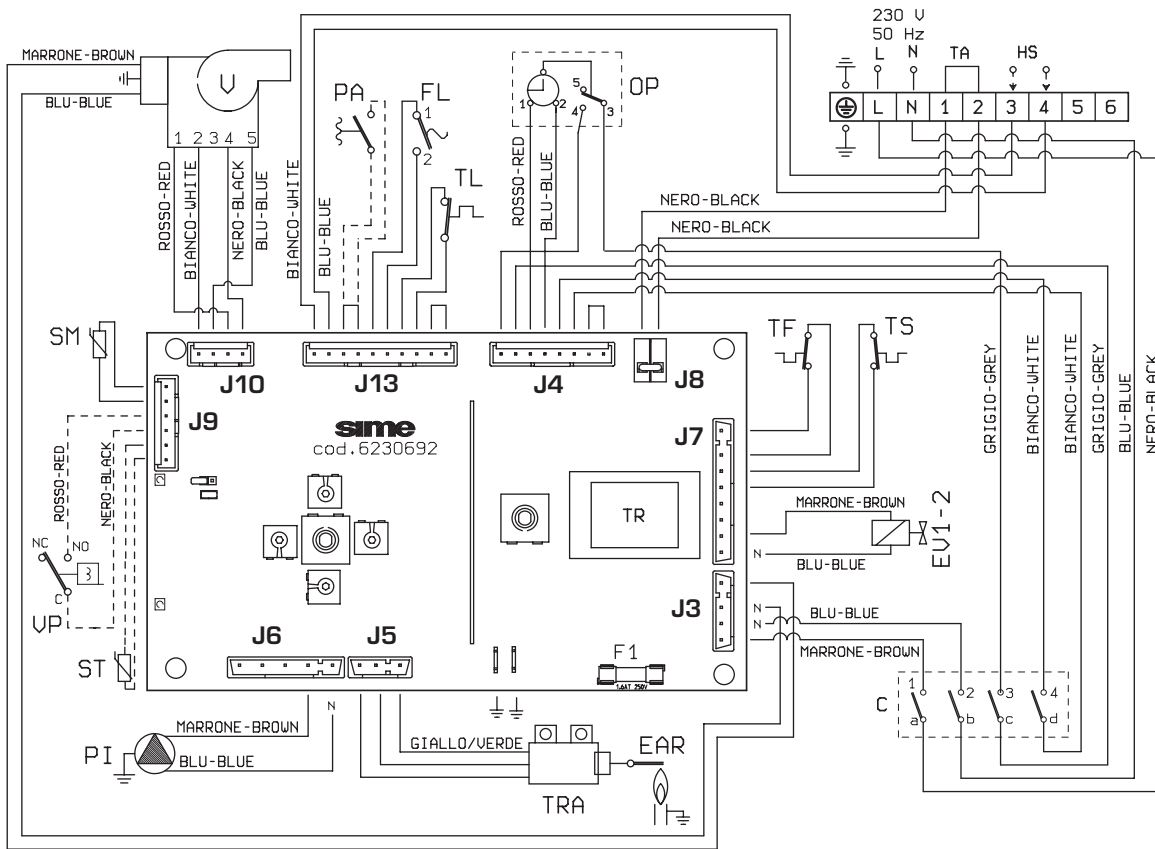 230 V
50 Hz
L N TA HS
L N 1 2 3 4 5 6
MARRONE-BROWN
BLU-BLUE
V
1 2 3 4 5
ROSSO-RED
BIANCO-WHITE
NERO-BLACK
BLU-BLUE
BIANCO-WHITE
BLU-BLUE
PA
FL
1
2
TL
OP
5
1 2 4 3
ROSSO-RED
BLU-BLUE
NERO-BLACK
NERO-BLACK
SM
J10
J13
J4
J8
J9
sime
cod.6230692
J7
TR
TF
TS
MARRONE-BROWN
N
BLU-BLUE
EV1-2
GRIGIO-GREY
BIANCO-WHITE
BIANCO-WHITE
GRIGIO-GREY
BLU-BLUE
NERO-BLACK
ROSSO-RED
NERO-BLACK
NC
NO
C
VP
ST
J3
N
N
BLU-BLUE
MARRONE-BROWN
J6
J5
F1
1.6AT 250V
C
1 2 3 4
a b c d
MARRONE-BROWN
N
PI
BLU-BLUE
GIALLO/VERDE
TRA
EAR